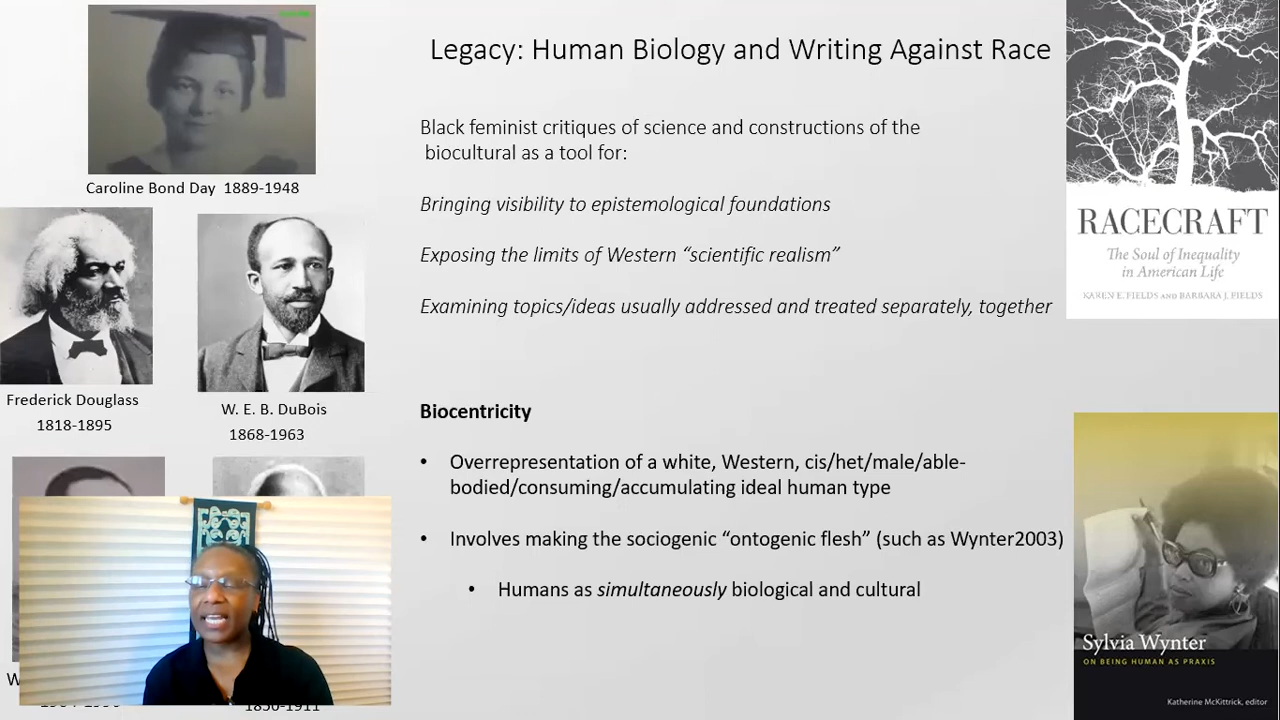 Legacy: Human Biology and Writing Against Race
Caroline Bond Day 1889-1948
Frederick Douglass
1818-1895
W. E. B. DuBois
1868-1963
W
1850-1911
Black feminist critiques of science and constructions of the
biocultural as a tool for:
Bringing visibility to epistemological foundations
Exposing the limits of Western “scientific realism”
Examining topics/ideas usually addressed and treated separately, together
Biocentricity
• Overrepresentation of a white, Western, cis/het/male/able-
bodied/consuming/accumulating ideal human type
• Involves making the sociogenic “ontogenic flesh” (such as Wynter2003)
• Humans as simultaneously biological and cultural
RACECRAFT
The Soul of Inequality
in American Life
KAREN E. FIELDS AND BARBARA J. FIELDS
Sylvia Wynter
ON BEING HUMAN AS PRAXIS
Katherine McKittrick, editor